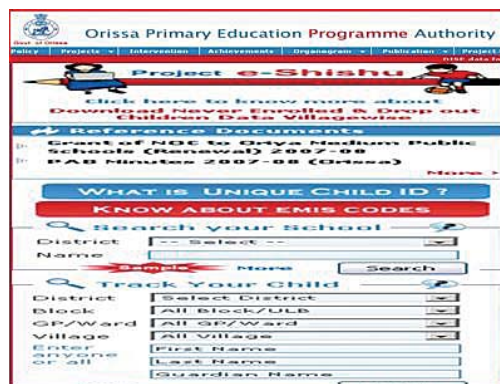 Govt. of Orissa
Orissa Primary Education Programme Authority
Policy Projects Intervention Achievements Organogram Publication Project
DISE data fo
Project e-Shishu
Click here to know more about
Download Never Enrolled & Drop out
Children Data Villagewise
Reference Documents
Grant of NOC to Oriya Medium Public
Schools (Renewal) 2007-08
PAB Minutes 2007-08 (Orissa)
More >
WHAT IS UNIQUE CHILD ID ?
KNOW ABOUT EMIS CODES
Search your School
District -- Select --
Name
Sample More Search
Track Your Child
District Select District
Block All Block/ULB
GP/Ward All GP/Ward
Village All Village
Enter First Name
anyone
or all Last Name
Guardian Name